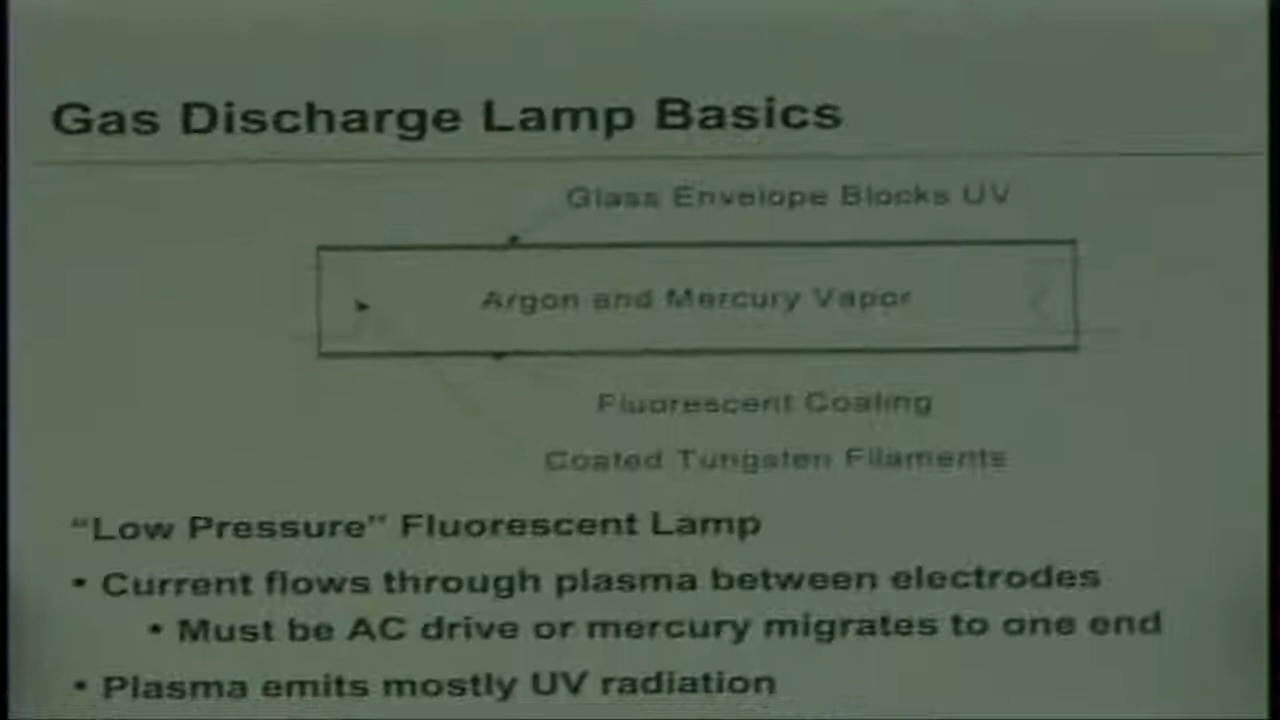 Gas Discharge Lamp Basics
Glass Envelope Blocks UV
Argon and Mercury Vapor
Fluorescent Coating
Coated Tungsten Filaments
“Low Pressure” Fluorescent Lamp
• Current flows through plasma between electrodes
• Must be AC drive or mercury migrates to one end
• Plasma emits mostly UV radiation